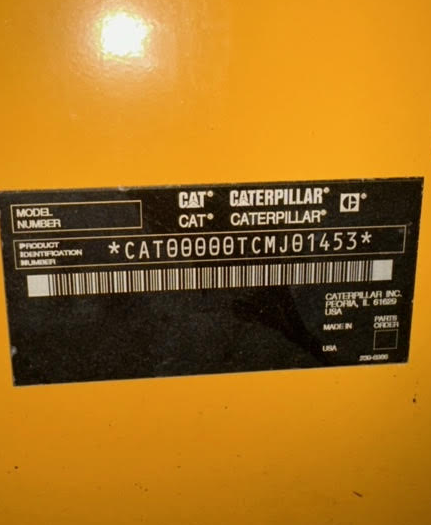 CAT® CATERPILLAR®
MODEL NUMBER CAT® CATERPILLAR®
PRODUCT IDENTIFICATION NUMBER *CAT00000TCMJ01453*
CATERPILLAR INC.
PEORIA, IL 61629
USA
MADE IN PARTS ORDER
USA